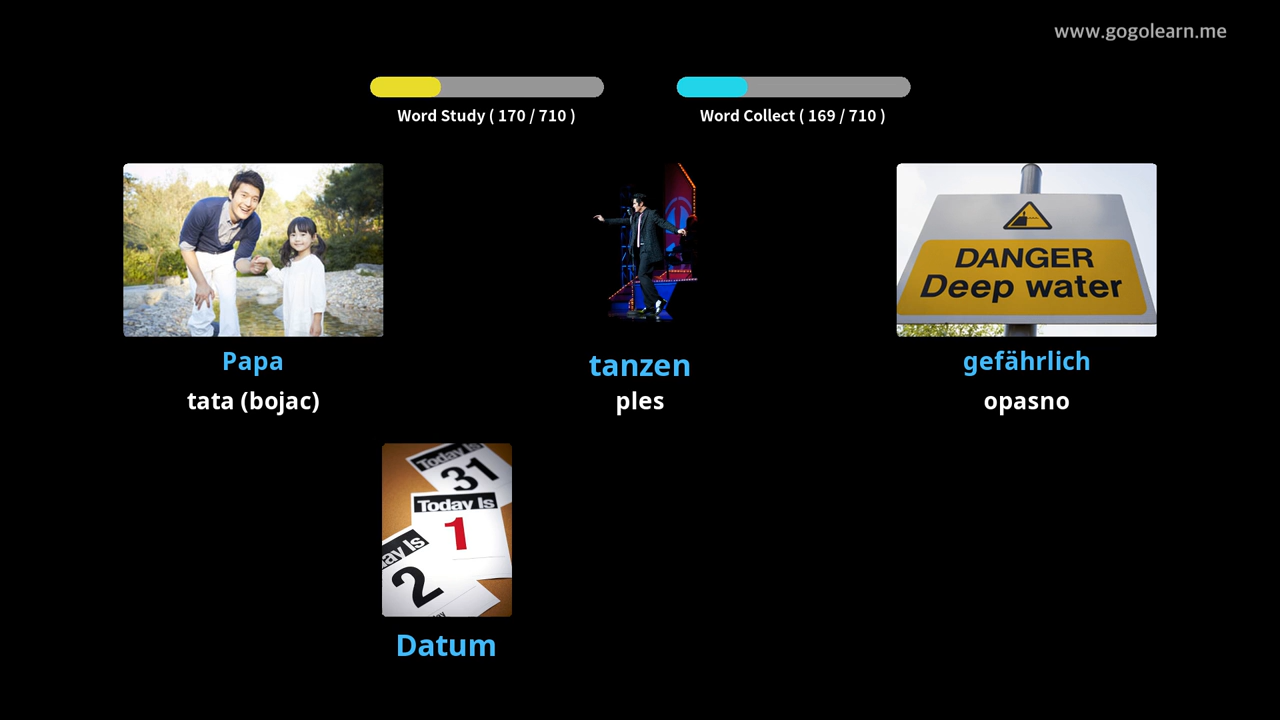 www.gogolearn.me
Word Study ( 170 / 710 )
Word Collect ( 169 / 710 )
DANGER
Deep water
Papa
tata (bojac)
tanzen
ples
gefährlich
opasno
Today Is
31
Today Is
1
ay Is
2
Datum